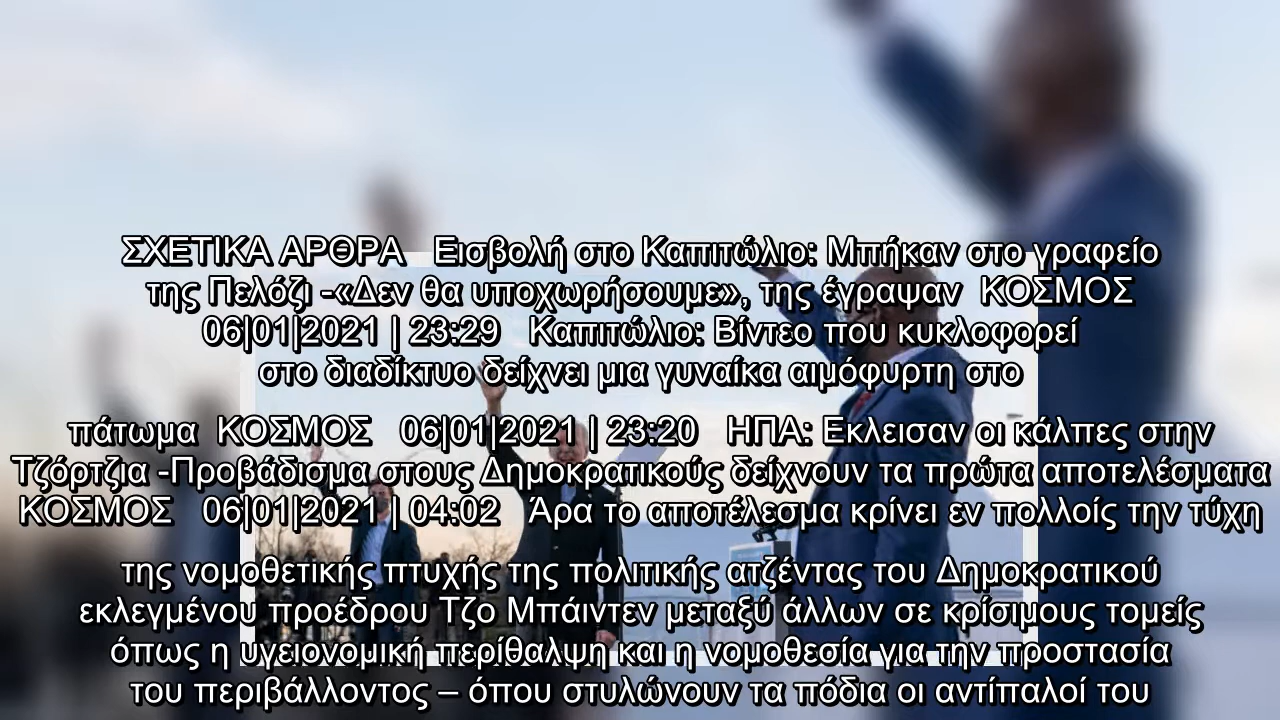 ΣΧΕΤΙΚΑ ΑΡΘΡΑ Εισβολή στο Καπιτώλιο: Μπήκαν στο γραφείο
της Πελόζι -«Δεν θα υποχωρήσουμε», της έγραψαν ΚΟΣΜΟΣ
06|01|2021 | 23:29 Καπιτώλιο: Βίντεο που κυκλοφορεί
στο διαδίκτυο δείχνει μια γυναίκα αιμόφυρτη στο
πάτωμα ΚΟΣΜΟΣ 06|01|2021 | 23:20 ΗΠΑ: Εκλεισαν οι κάλπες στην
Τζόρτζια -Προβάδισμα στους Δημοκρατικούς δείχνουν τα πρώτα αποτελέσματα
ΚΟΣΜΟΣ 06|01|2021 | 04:02 Άρα το αποτέλεσμα κρίνει εν πολλοίς την τύχη
της νομοθετικής πτυχής της πολιτικής ατζέντας του Δημοκρατικού
εκλεγμένου προέδρου Τζο Μπάιντεν μεταξύ άλλων σε κρίσιμους τομείς
όπως η υγειονομική περίθαλψη και η νομοθεσία για την προστασία
του περιβάλλοντος – όπου στυλώνουν τα πόδια οι αντίπαλοί του